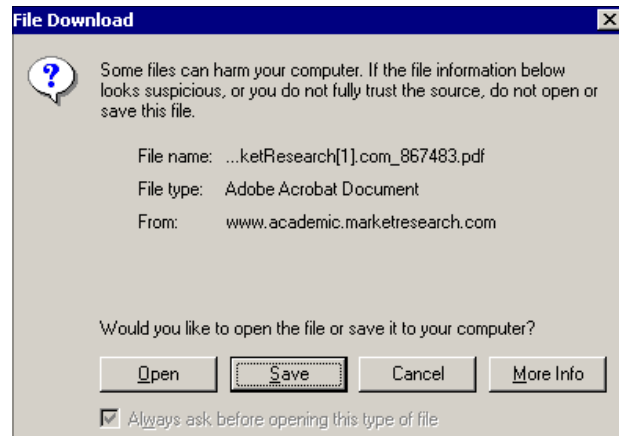 File Download
Some files can harm your computer. If the file information below
looks suspicious, or you do not fully trust the source, do not open or
save this file.
File name: ...ketResearch[1].com_867483.pdf
File type: Adobe Acrobat Document
From: www.academic.marketresearch.com
Would you like to open the file or save it to your computer?
Open Save Cancel More Info
Always ask before opening this type of file